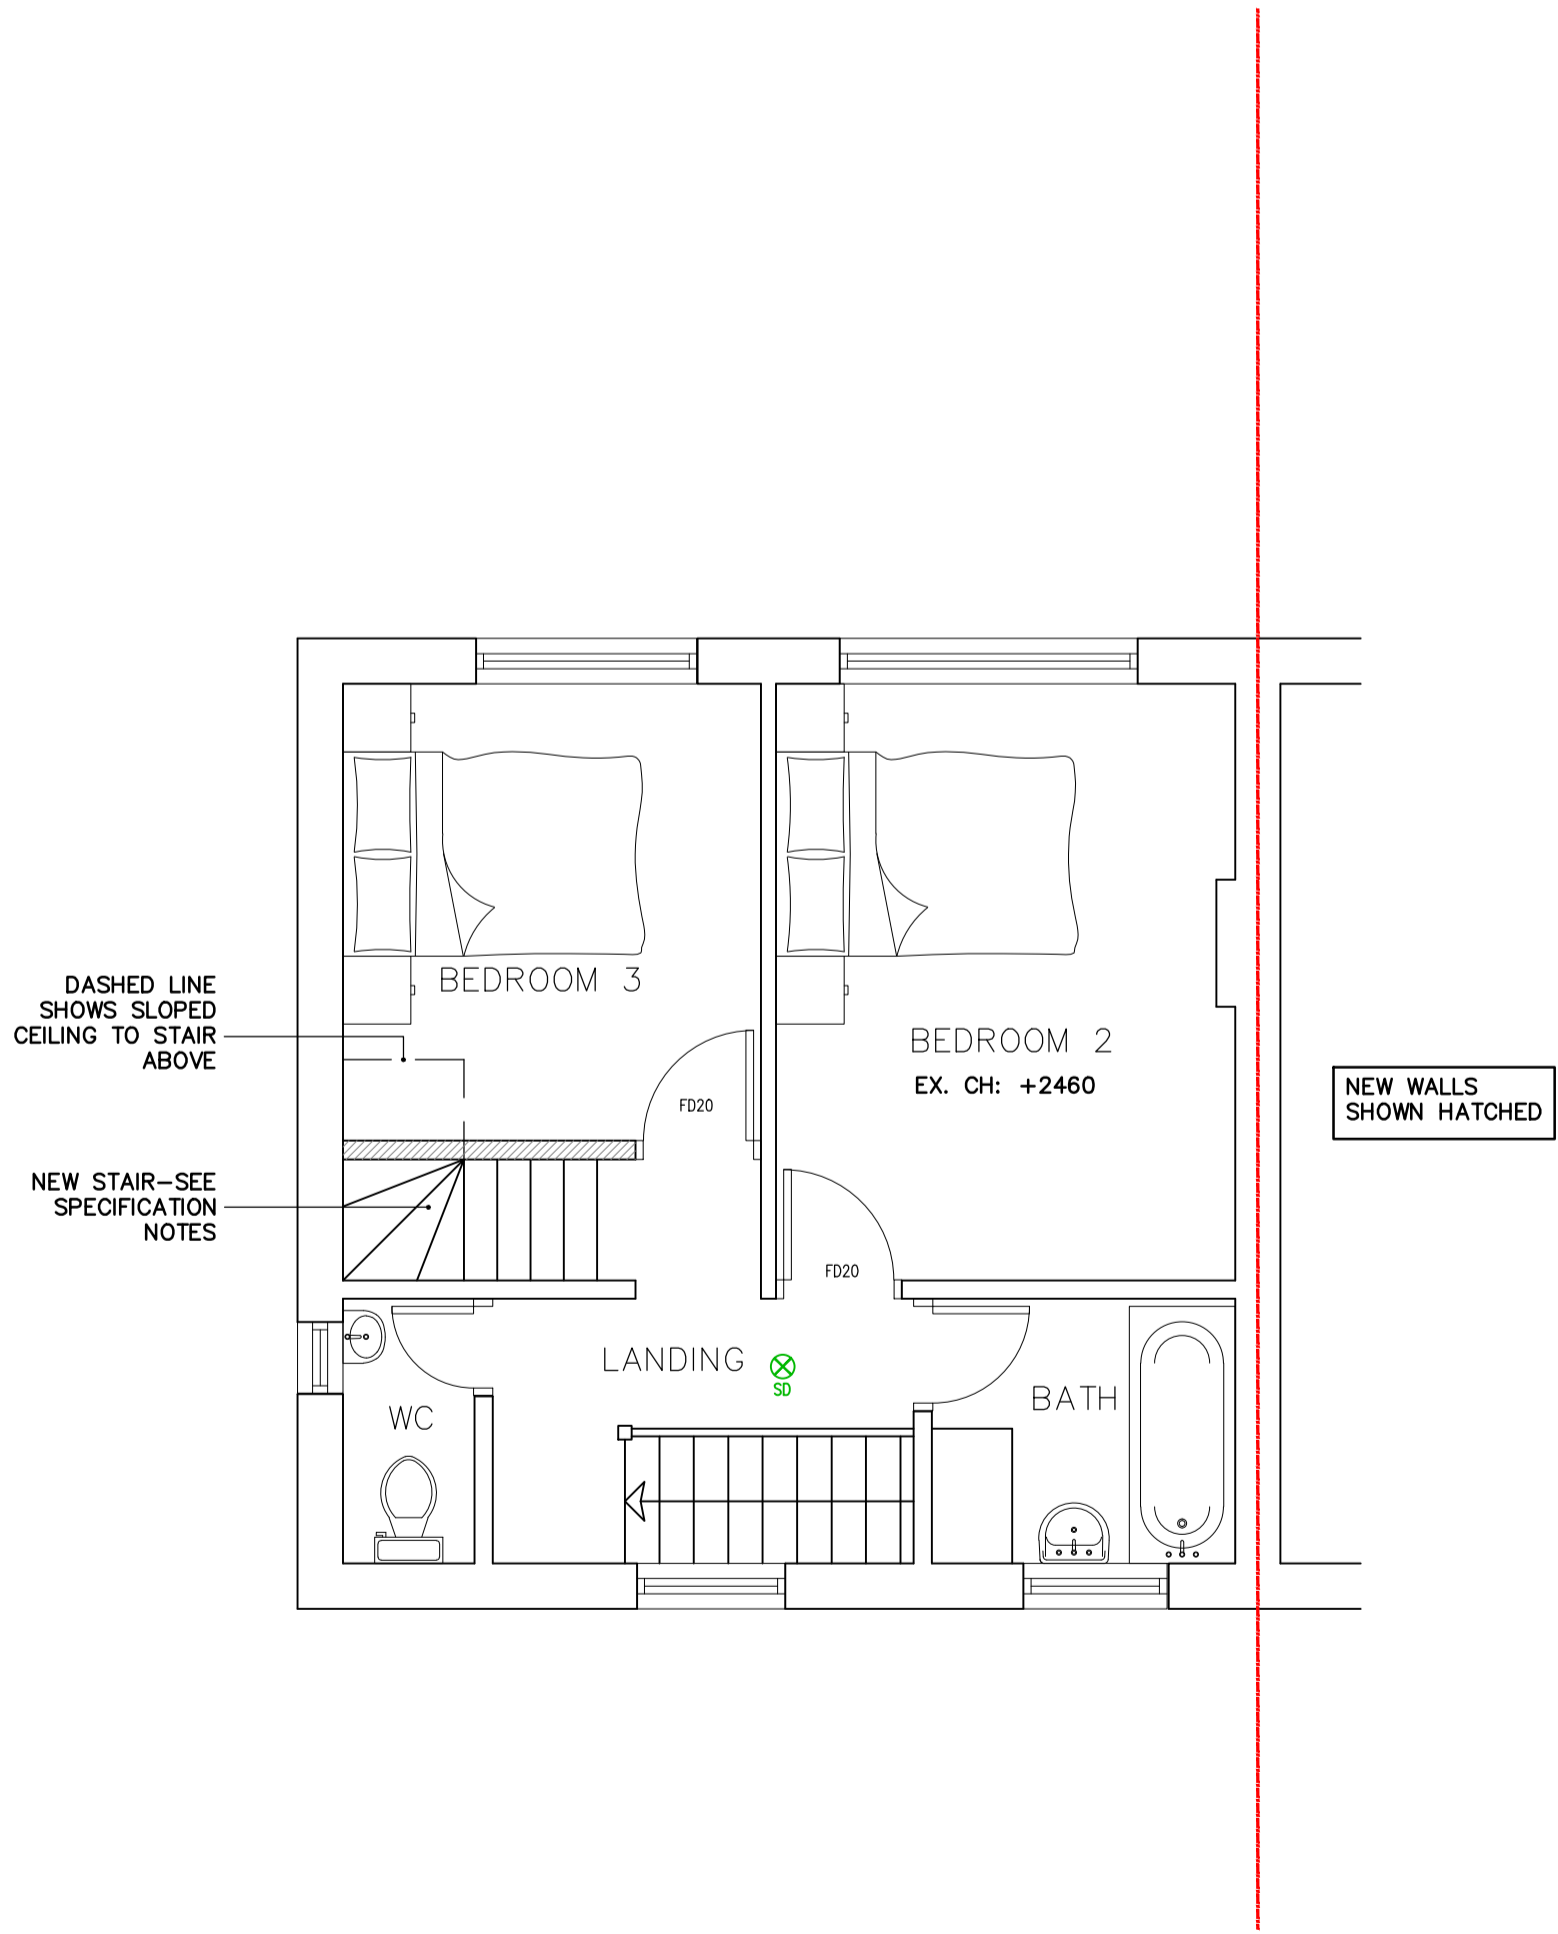 DASHED LINE
SHOWS SLOPED
CEILING TO STAIR
ABOVE
BEDROOM 3
BEDROOM 2
EX. CH: +2460
NEW WALLS
SHOWN HATCHED
FD20
NEW STAIR-SEE
SPECIFICATION
NOTES
FD20
LANDING
SD
BATH
WC